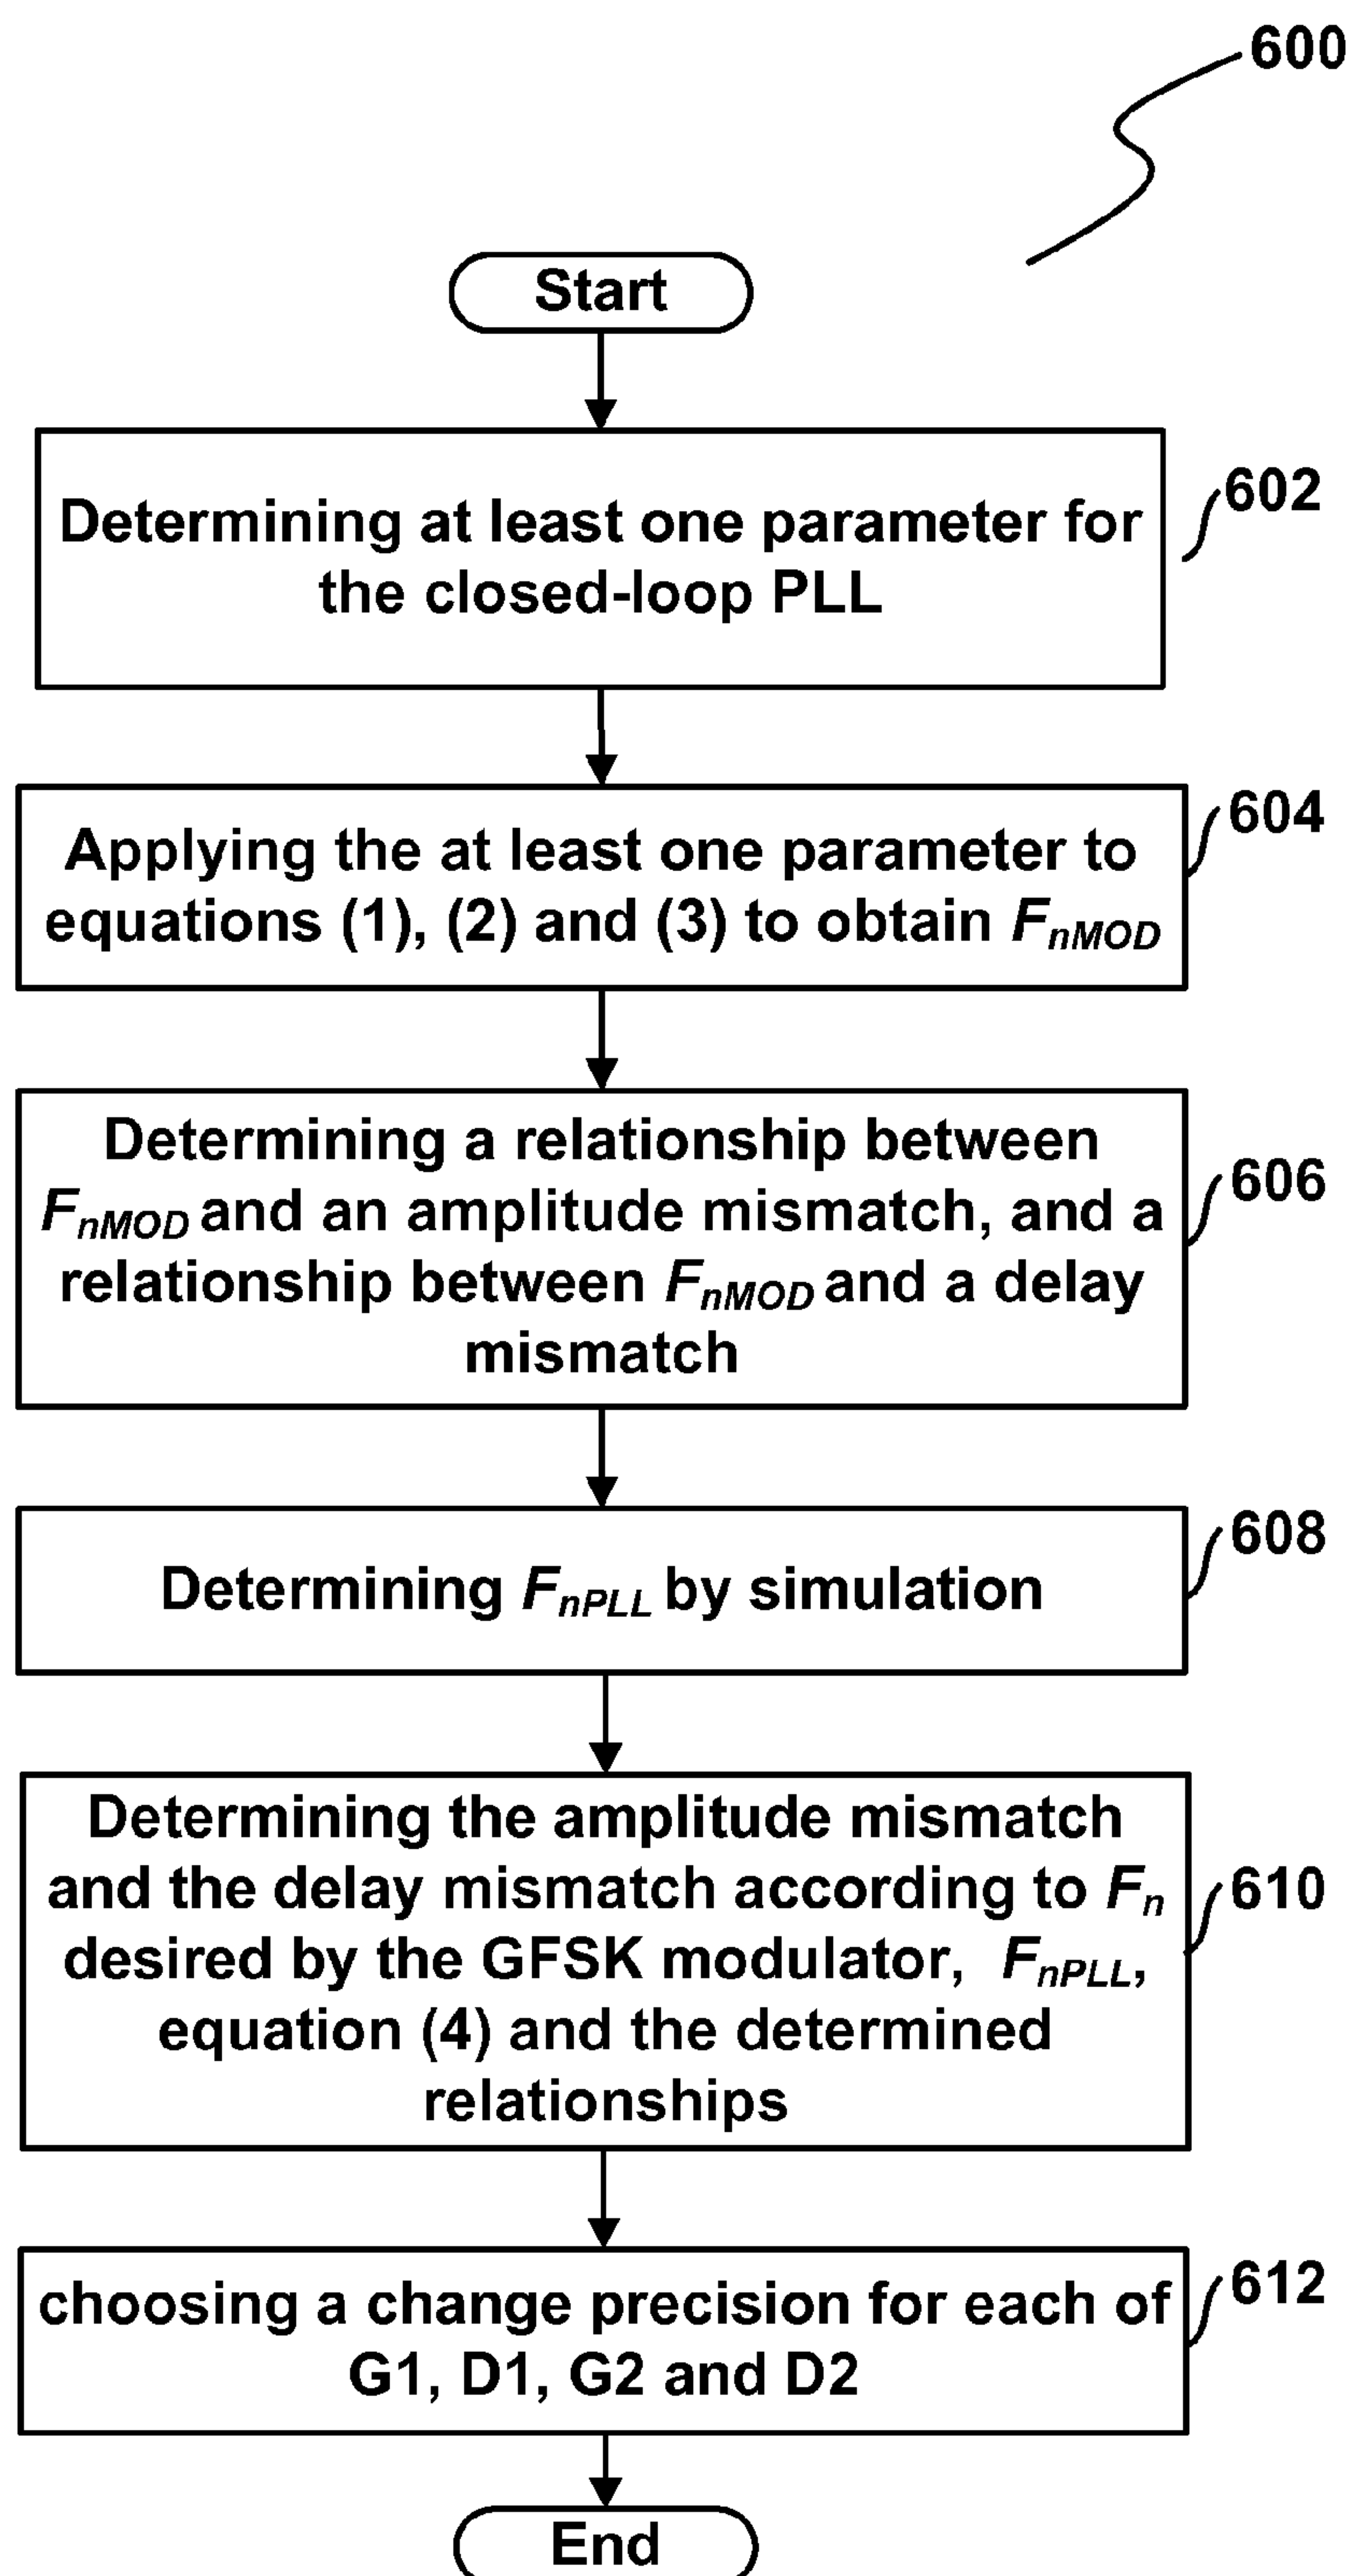 600
Start
Determining at least one parameter for
the closed-loop PLL
602
Applying the at least one parameter to
equations (1), (2) and (3) to obtain FnMOD
604
Determining a relationship between
FnMOD and an amplitude mismatch, and a
relationship between FnMOD and a delay
mismatch
606
Determining FnPLL by simulation
608
Determining the amplitude mismatch
and the delay mismatch according to Fn
desired by the GFSK modulator, FnPLL,
equation (4) and the determined
relationships
610
choosing a change precision for each of
G1, D1, G2 and D2
612
End